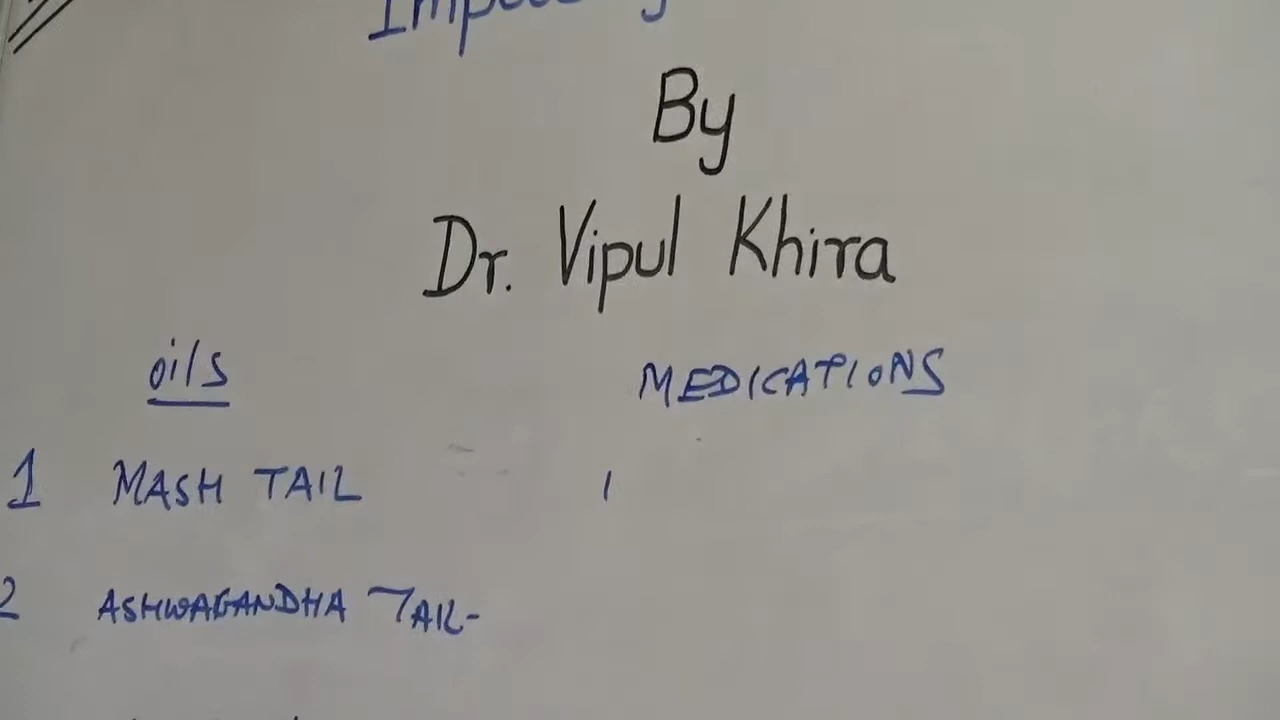 By
Dr. Vipul Khira
oils MEDICATIONS
1 MASH TAIL 1
2 ASHWAGANDHA TAIL-